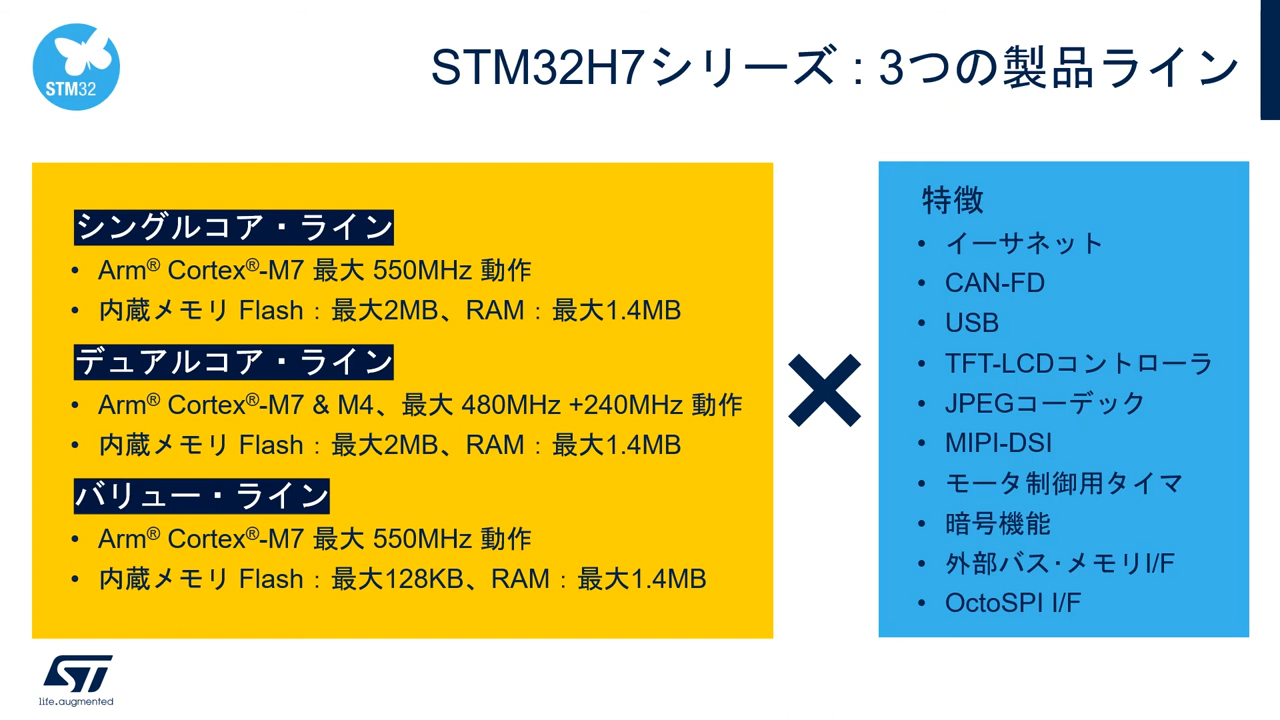 STM32
STM32H7シリーズ : 3つの製品ライン
シングルコア・ライン
• Arm® Cortex®-M7 最大 550MHz 動作
• 内蔵メモリ Flash：最大2MB、RAM：最大1.4MB
デュアルコア・ライン
• Arm® Cortex®-M7 & M4、最大 480MHz +240MHz 動作
• 内蔵メモリ Flash：最大2MB、RAM：最大1.4MB
バリュー・ライン
• Arm® Cortex®-M7 最大 550MHz 動作
• 内蔵メモリ Flash：最大128KB、RAM：最大1.4MB
×
特徴
• イーサネット
• CAN-FD
• USB
• TFT-LCDコントローラ
• JPEGコーデック
• MIPI-DSI
• モータ制御用タイマ
• 暗号機能
• 外部バス･メモリI/F
• OctoSPI I/F
ST
life.augmented